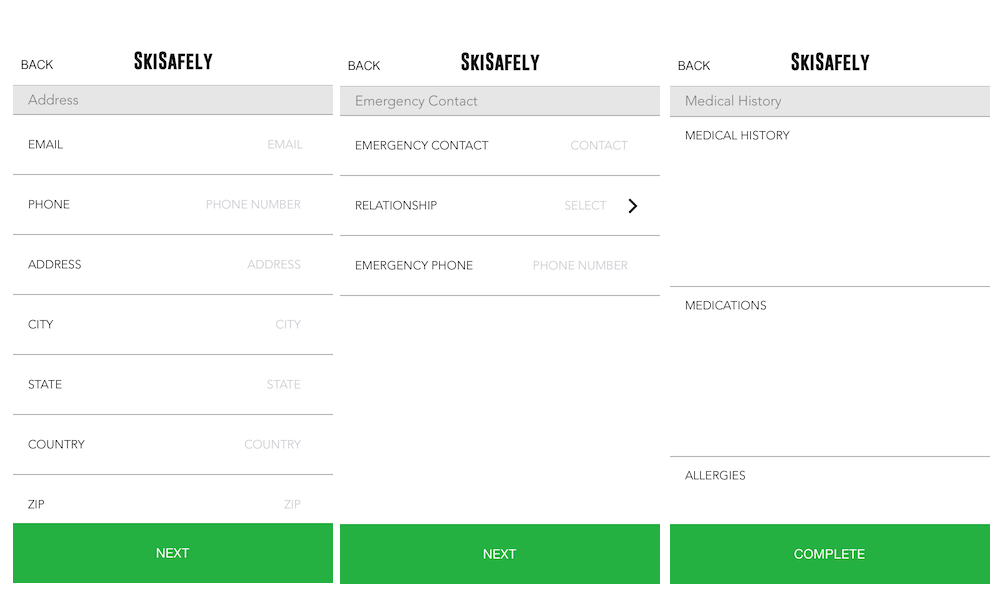 BACK SkiSafely
Address
EMAIL EMAIL
PHONE PHONE NUMBER
ADDRESS ADDRESS
CITY CITY
STATE STATE
COUNTRY COUNTRY
ZIP ZIP
NEXT
BACK SkiSafely
Emergency Contact
EMERGENCY CONTACT CONTACT
RELATIONSHIP SELECT
EMERGENCY PHONE PHONE NUMBER
NEXT
BACK SkiSafely
Medical History
MEDICAL HISTORY
MEDICATIONS
ALLERGIES
COMPLETE